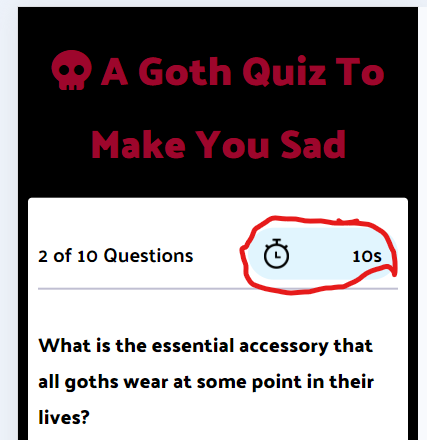 A Goth Quiz To
Make You Sad
2 of 10 Questions
10s
What is the essential accessory that
all goths wear at some point in their
lives?